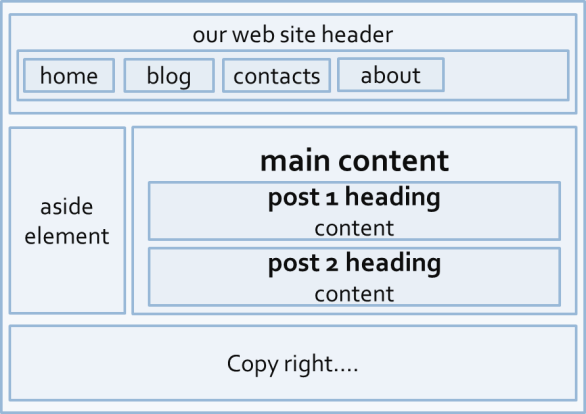 our web site header
home blog contacts about
aside
element
main content
post 1 heading
content
post 2 heading
content
Copy right....